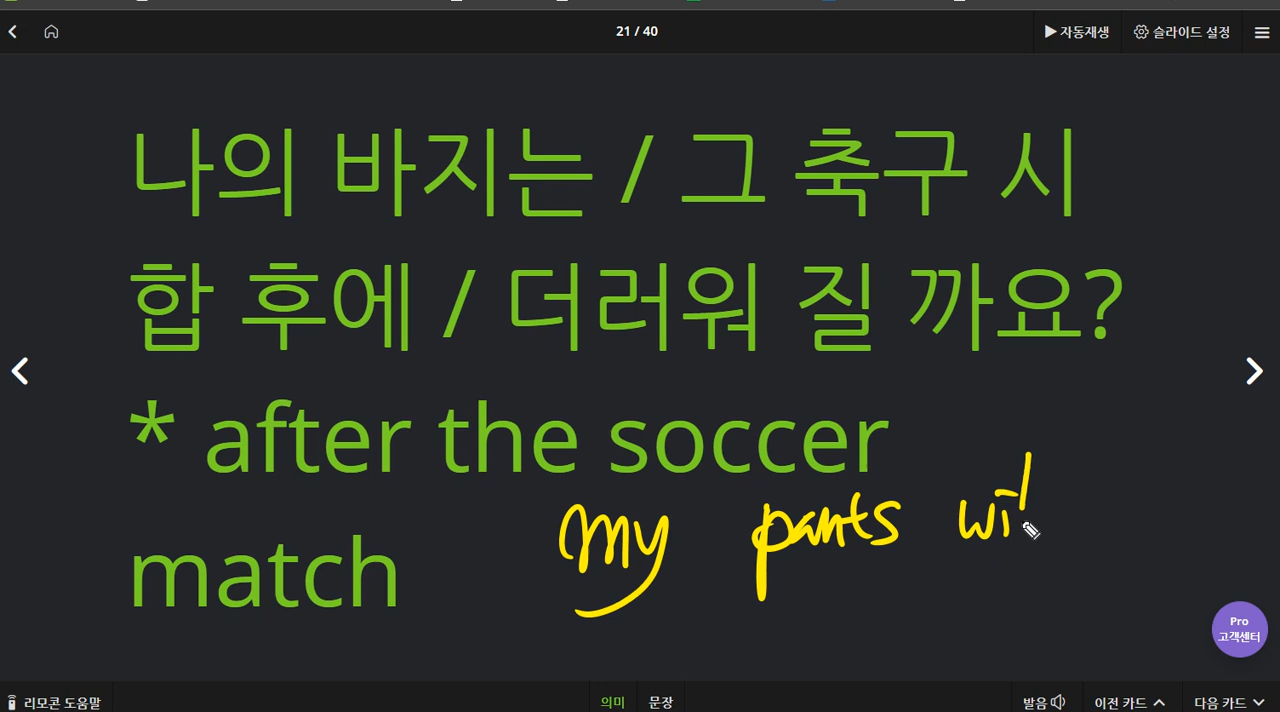 21 / 40
자동재생
슬라이드 설정
나의 바지는 / 그 축구 시
합 후에 / 더러워 질 까요?
* after the soccer
match
my pants wil
Pro
고객센터
리모콘 도움말
의미
문장
발음
이전 카드
다음 카드